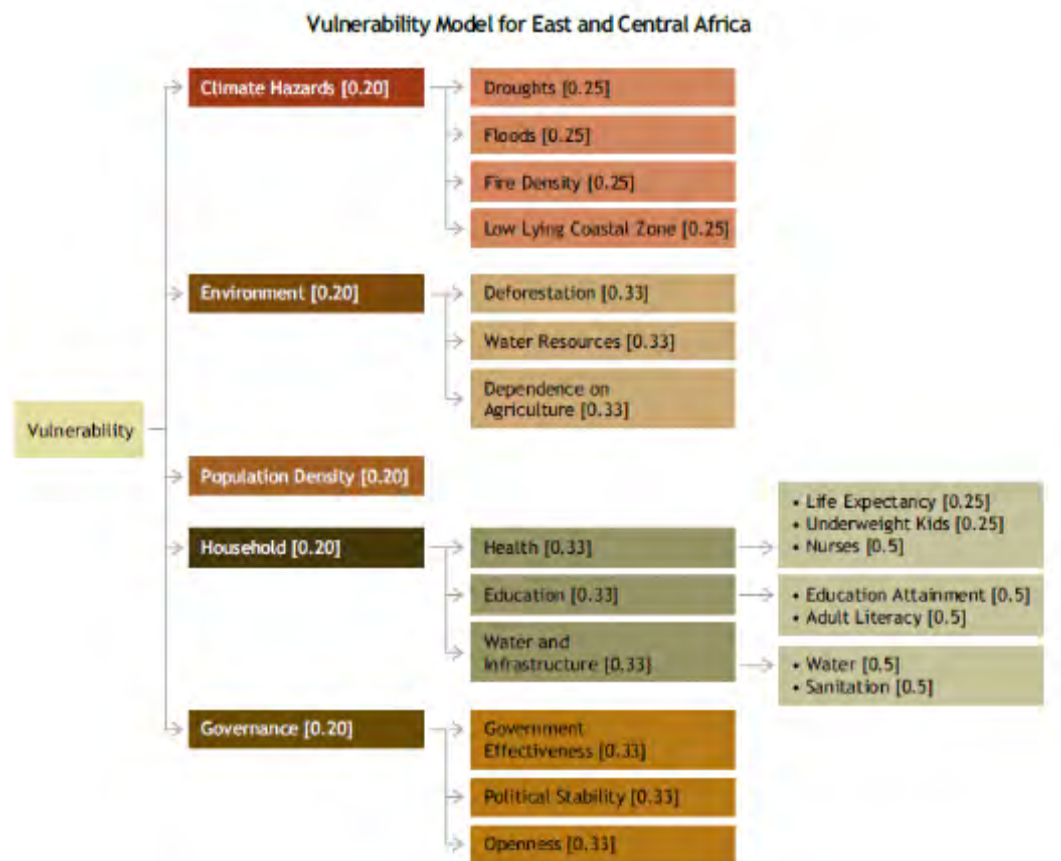 Vulnerability Model for East and Central Africa
Vulnerability
Climate Hazards [0.20]
Droughts [0.25]
Floods [0.25]
Fire Density [0.25]
Low Lying Coastal Zone [0.25]
Environment [0.20]
Deforestation [0.33]
Water Resources [0.33]
Dependence on
Agriculture [0.33]
Population Density [0.20]
Household [0.20]
Health [0.33]
• Life Expectancy [0.25]
• Underweight Kids [0.25]
• Nurses [0.5]
Education [0.33]
• Education Attainment [0.5]
• Adult Literacy [0.5]
Water and
Infrastructure [0.33]
• Water [0.5]
• Sanitation [0.5]
Governance [0.20]
Government
Effectiveness [0.33]
Political Stability [0.33]
Openness [0.33]